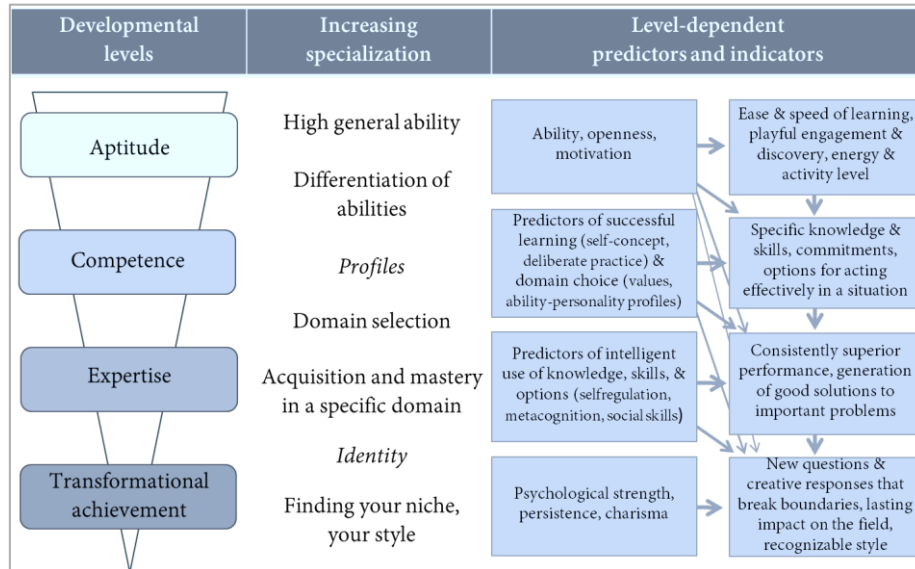 Developmental
levels
Increasing
specialization
Level-dependent
predictors and indicators
Aptitude
Competence
Expertise
Transformational
achievement
High general ability
Differentiation of
abilities
Profiles
Domain selection
Acquisition and mastery
in a specific domain
Identity
Finding your niche,
your style
Ability, openness,
motivation
Ease & speed of learning,
playful engagement &
discovery, energy &
activity level
Predictors of successful
learning (self-concept,
deliberate practice) &
domain choice (values,
ability-personality profiles)
Specific knowledge &
skills, commitments,
options for acting
effectively in a situation
Predictors of intelligent
use of knowledge, skills, &
options (selfregulation,
metacognition, social skills)
Consistently superior
performance, generation
of good solutions to
important problems
Psychological strength,
persistence, charisma
New questions &
creative responses that
break boundaries, lasting
impact on the field,
recognizable style